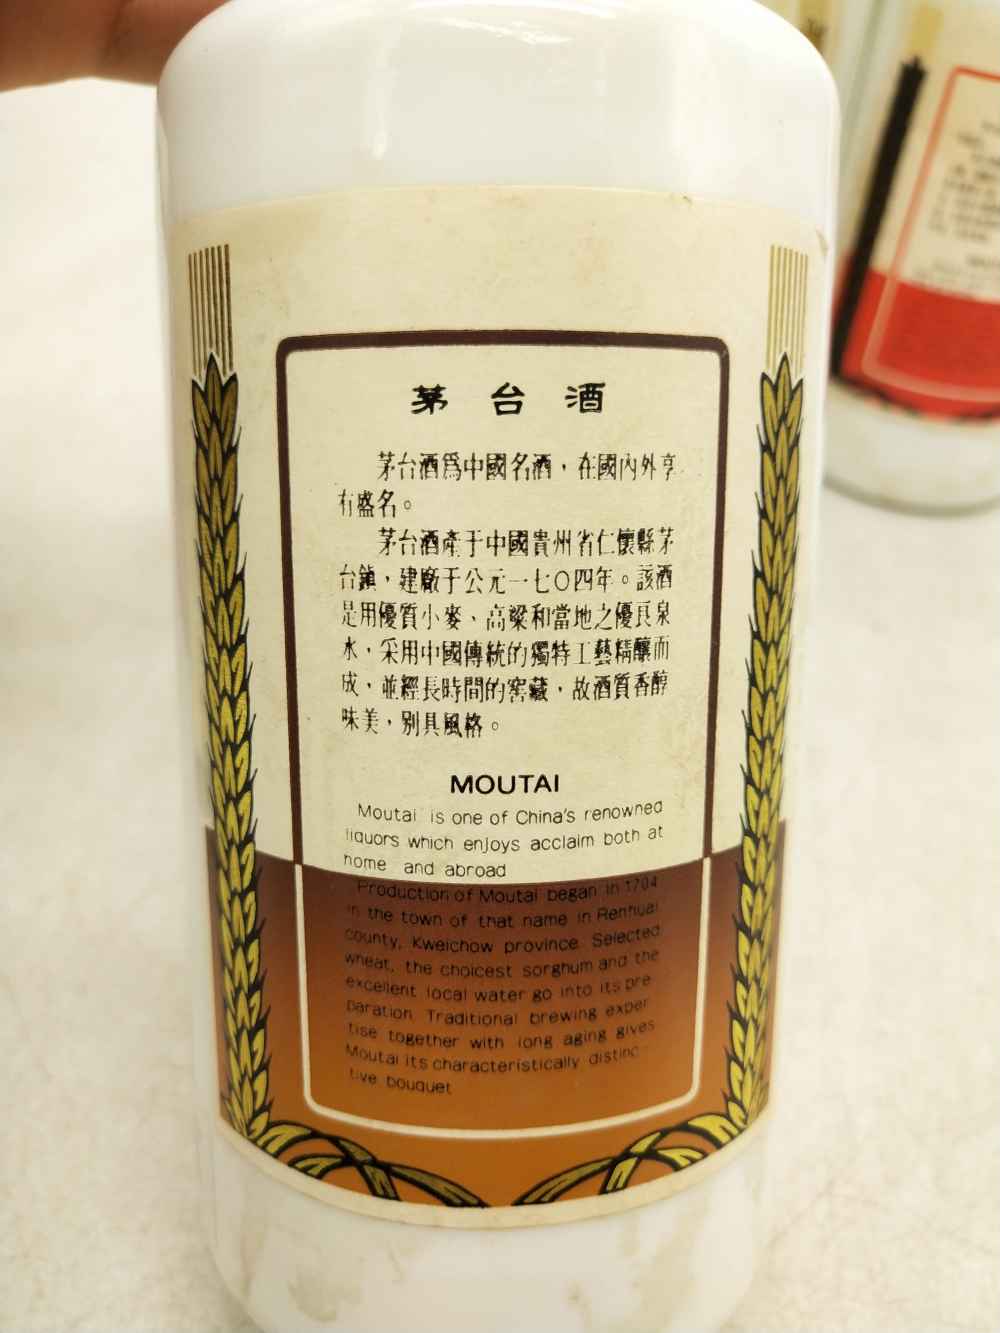 茅台酒
茅台酒爲中國名酒，在國內外享
有盛名。
茅台酒產于中國貴州省仁懷縣茅
台鎮，建廠于公元一七〇四年。該酒
是用優質小麥、高粱和當地之優良泉
水，采用中國傳統的獨特工藝精釀而
成，並經長時間的窖藏，故酒質香醇
味美，别具風格。
MOUTAI
Moutai is one of China's renowned
liquors which enjoys acclaim both at
home and abroad
Production of Moutai began in 1704
in the town of that name in Renhuai
county, Kweichow province Selected
wheat, the choicest sorghum and the
excellent local water go into its pre
paration Traditional brewing exper
tise together with long aging gives
Moutai its characteristically distinc
tive bouquet